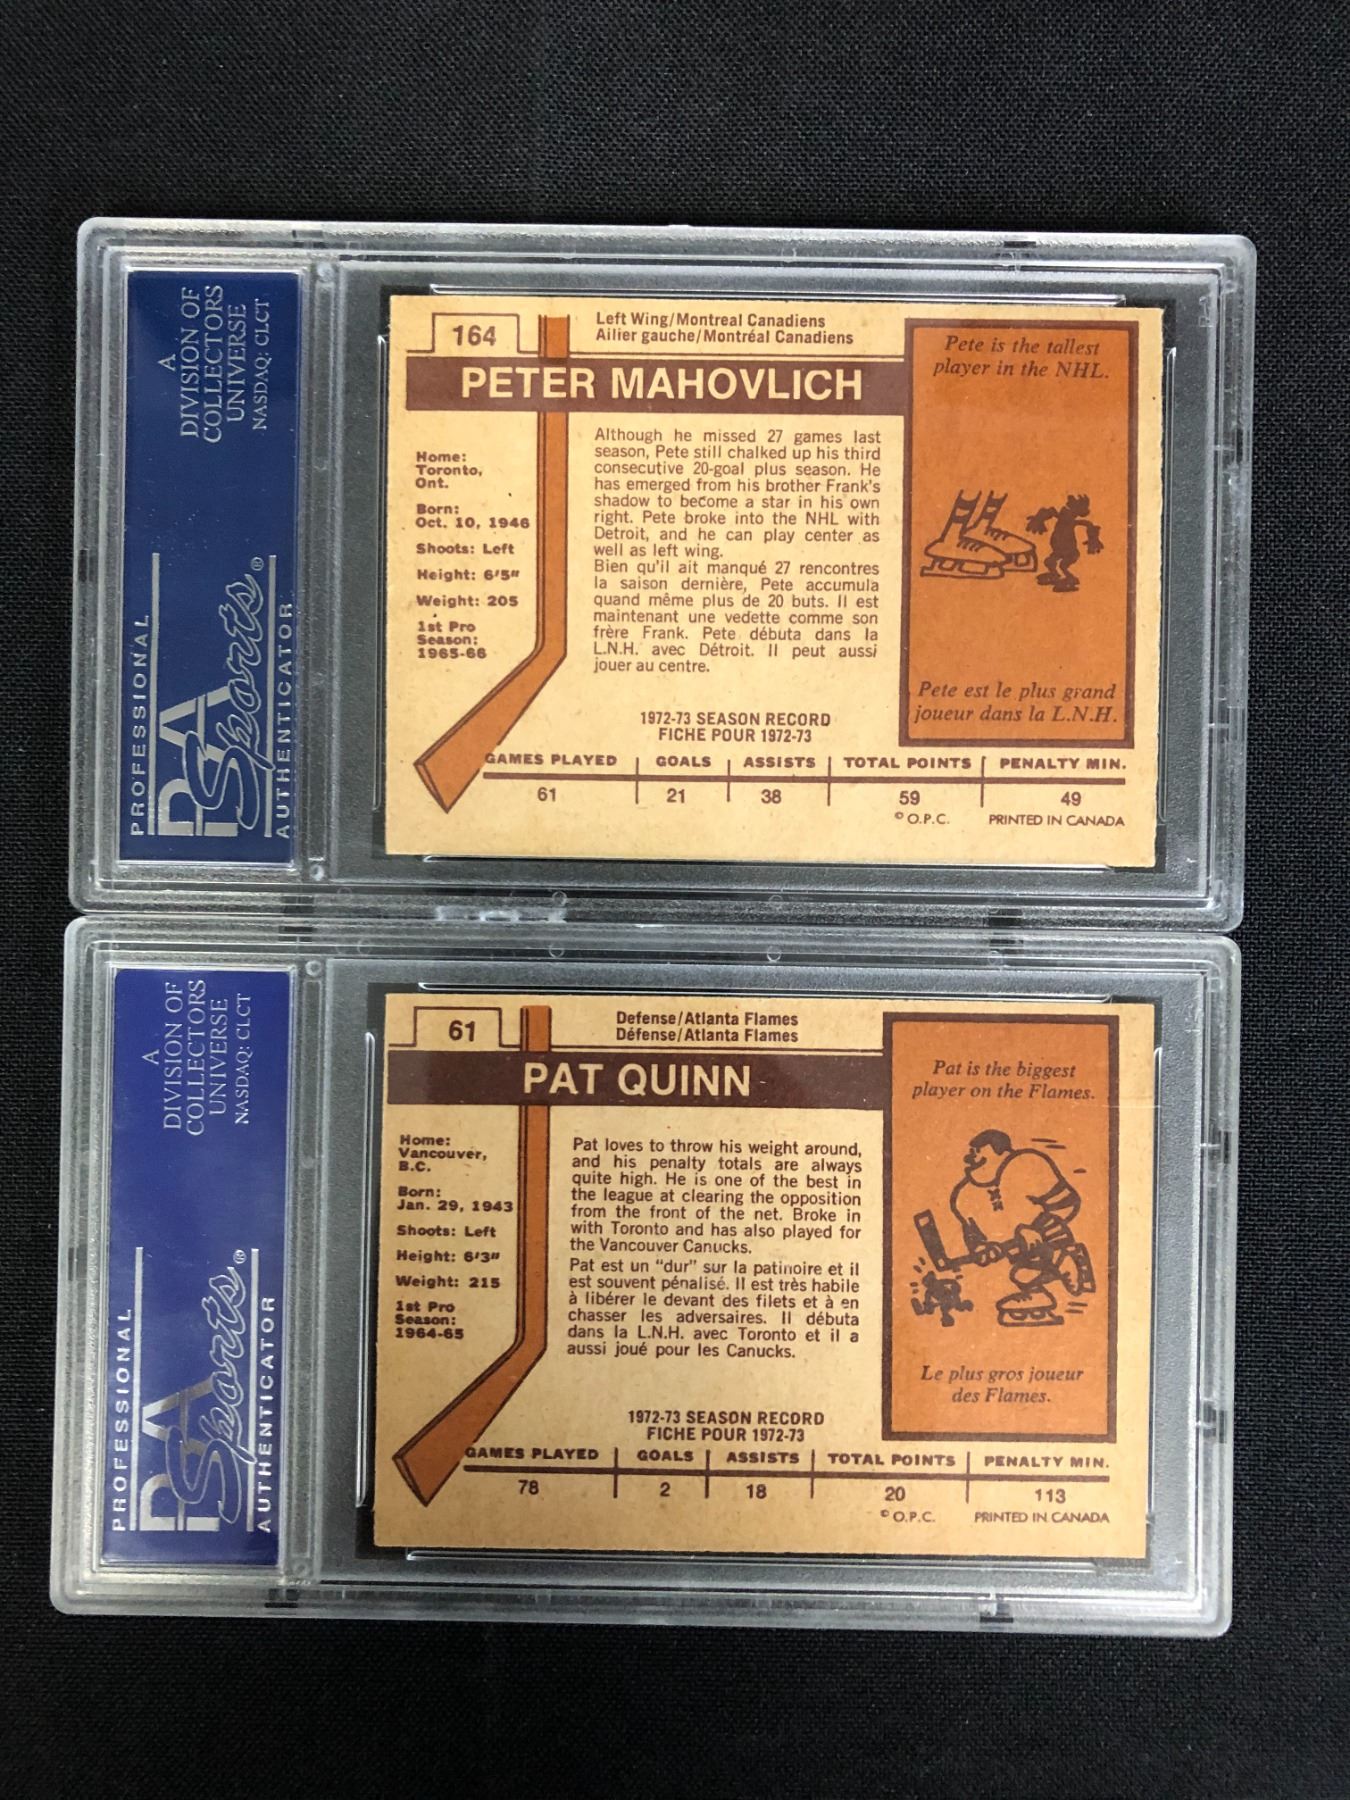 A
DIVISION OF
COLLECTORS
UNIVERSE
NASDAQ: CLCT
PROFESSIONAL
PSA
Sports®
AUTHENTICATOR
164
Left Wing/Montreal Canadiens
Ailier gauche/Montréal Canadiens
PETER MAHOVLICH
Home:
Toronto,
Ont.
Born:
Oct. 10, 1946
Shoots: Left
Height: 6'5"
Weight: 205
1st Pro
Season:
1965-66
Although he missed 27 games last
season, Pete still chalked up his third
consecutive 20-goal plus season. He
has emerged from his brother Frank's
shadow to become a star in his own
right. Pete broke into the NHL with
Detroit, and he can play center as
well as left wing.
Bien qu'il ait manqué 27 rencontres
la saison dernière, Pete accumula
quand même plus de 20 buts. Il est
maintenant une vedette comme son
frère Frank. Pete débuta dans la
L.N.H. avec Détroit. Il peut aussi
jouer au centre.
Pete is the tallest
player in the NHL.
Pete est le plus grand
joueur dans la L.N.H.
1972-73 SEASON RECORD
FICHE POUR 1972-73
GAMES PLAYED GOALS ASSISTS TOTAL POINTS PENALTY MIN.
61 21 38 59 49
© O.P.C. PRINTED IN CANADA
A
DIVISION OF
COLLECTORS
UNIVERSE
NASDAQ: CLCT
PROFESSIONAL
PSA
Sports®
AUTHENTICATOR
61
Defense/Atlanta Flames
Défense/Atlanta Flames
PAT QUINN
Home:
Vancouver,
B.C.
Born:
Jan. 29, 1943
Shoots: Left
Height: 6'3"
Weight: 215
1st Pro
Season:
1964-65
Pat loves to throw his weight around,
and his penalty totals are always
quite high. He is one of the best in
the league at clearing the opposition
from the front of the net. Broke in
with Toronto and has also played for
the Vancouver Canucks.
Pat est un "dur" sur la patinoire et il
est souvent pénalisé. Il est très habile
à libérer le devant des filets et à en
chasser les adversaires. Il débuta
dans la L.N.H. avec Toronto et il a
aussi joué pour les Canucks.
Pat is the biggest
player on the Flames.
Le plus gros joueur
des Flames.
1972-73 SEASON RECORD
FICHE POUR 1972-73
GAMES PLAYED GOALS ASSISTS TOTAL POINTS PENALTY MIN.
78 2 18 20 113
© O.P.C. PRINTED IN CANADA